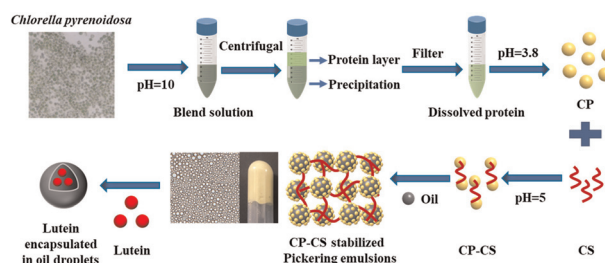 Chlorella pyrenoidosa
pH=10
Blend solution
Centrifugal
Protein layer
Precipitation
Filter
Dissolved protein
pH=3.8
CP
CS
pH=5
CP-CS
Oil
CP-CS stabilized
Pickering emulsions
Lutein
Lutein
encapsulated
in oil droplets